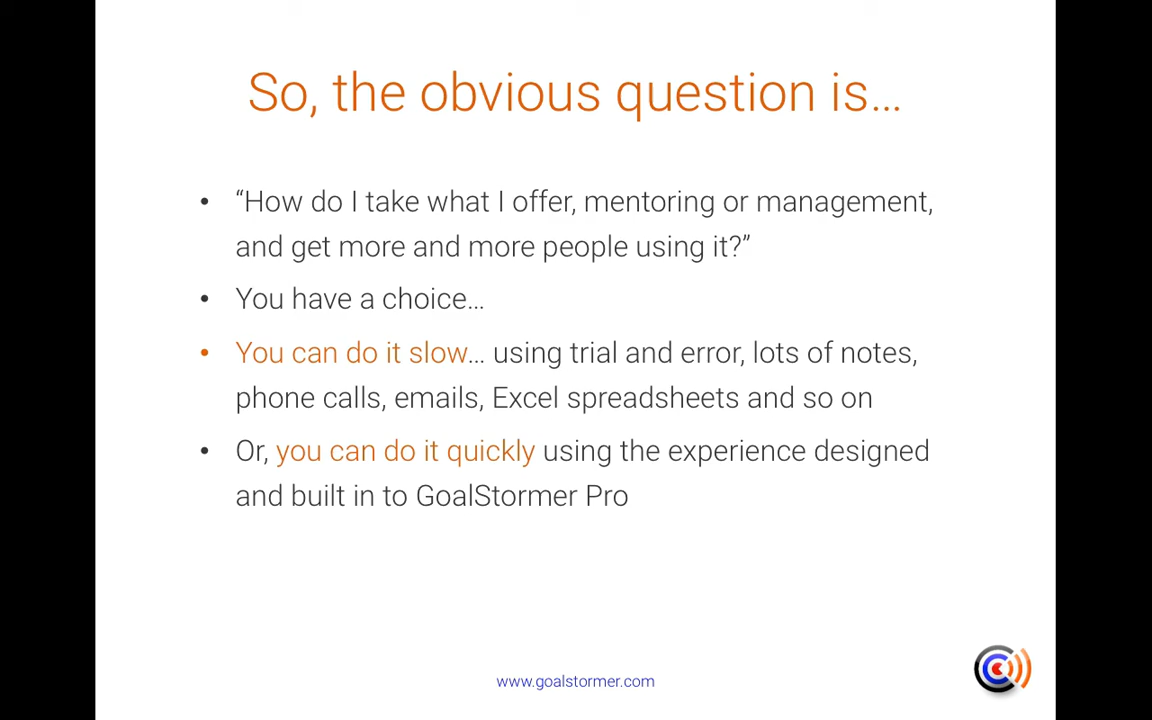 So, the obvious question is…
• “How do I take what I offer, mentoring or management,
and get more and more people using it?”
• You have a choice…
• You can do it slow… using trial and error, lots of notes,
phone calls, emails, Excel spreadsheets and so on
• Or, you can do it quickly using the experience designed
and built in to GoalStormer Pro
www.goalstormer.com